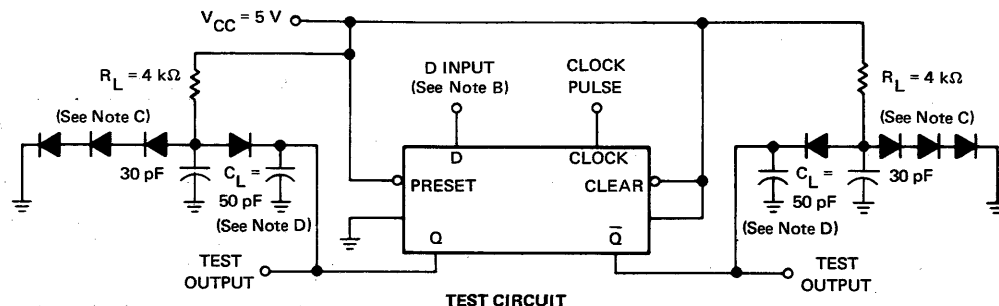 V_CC = 5 V
D INPUT
(See Note B)
CLOCK
PULSE
R_L = 4 kΩ
R_L = 4 kΩ
(See Note C)
(See Note C)
30 pF
C_L =
50 pF
(See Note D)
D
CLOCK
PRESET
CLEAR
Q
Q̅
C_L =
50 pF
30 pF
(See Note D)
TEST
OUTPUT
TEST
OUTPUT
TEST CIRCUIT